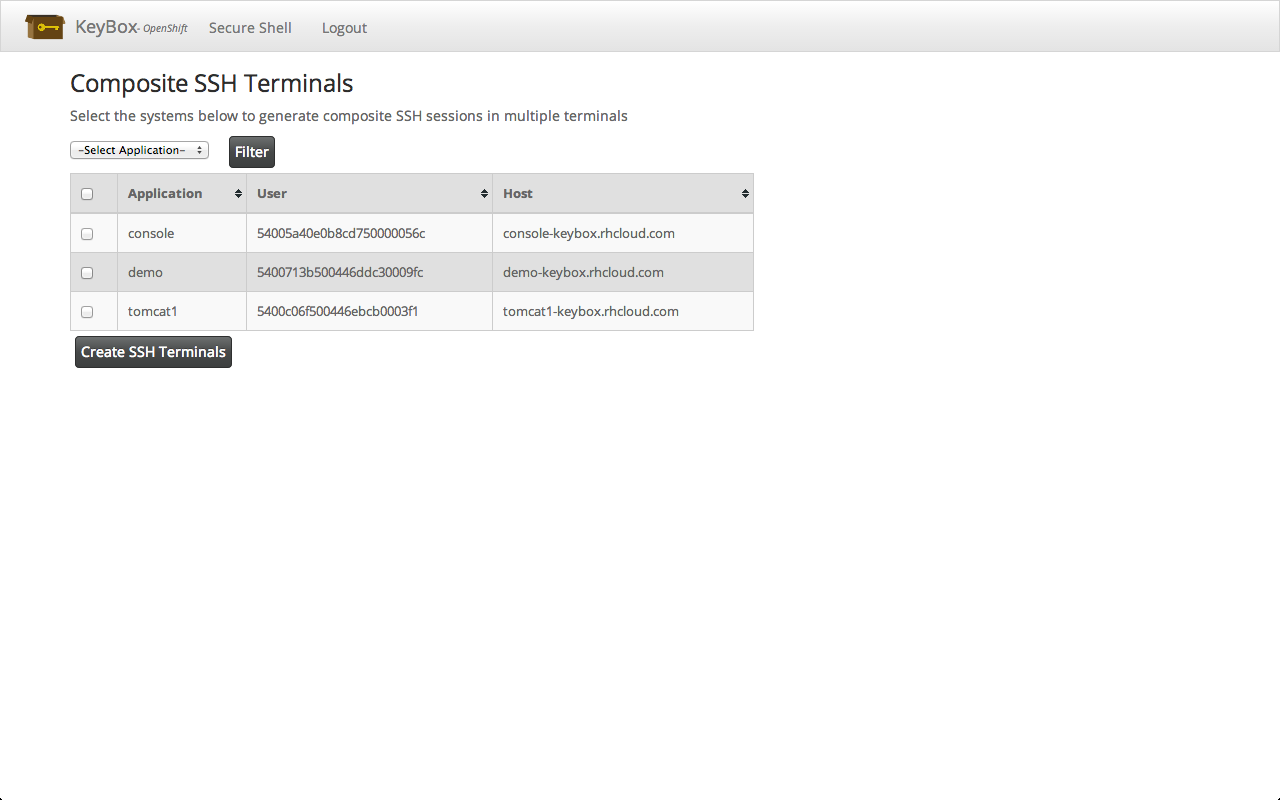 KeyBox- OpenShift Secure Shell Logout
Composite SSH Terminals
Select the systems below to generate composite SSH sessions in multiple terminals
-Select Application- Filter
Application User Host
console 54005a40e0b8cd750000056c console-keybox.rhcloud.com
demo 5400713b500446ddc30009fc demo-keybox.rhcloud.com
tomcat1 5400c06f500446ebcb0003f1 tomcat1-keybox.rhcloud.com
Create SSH Terminals